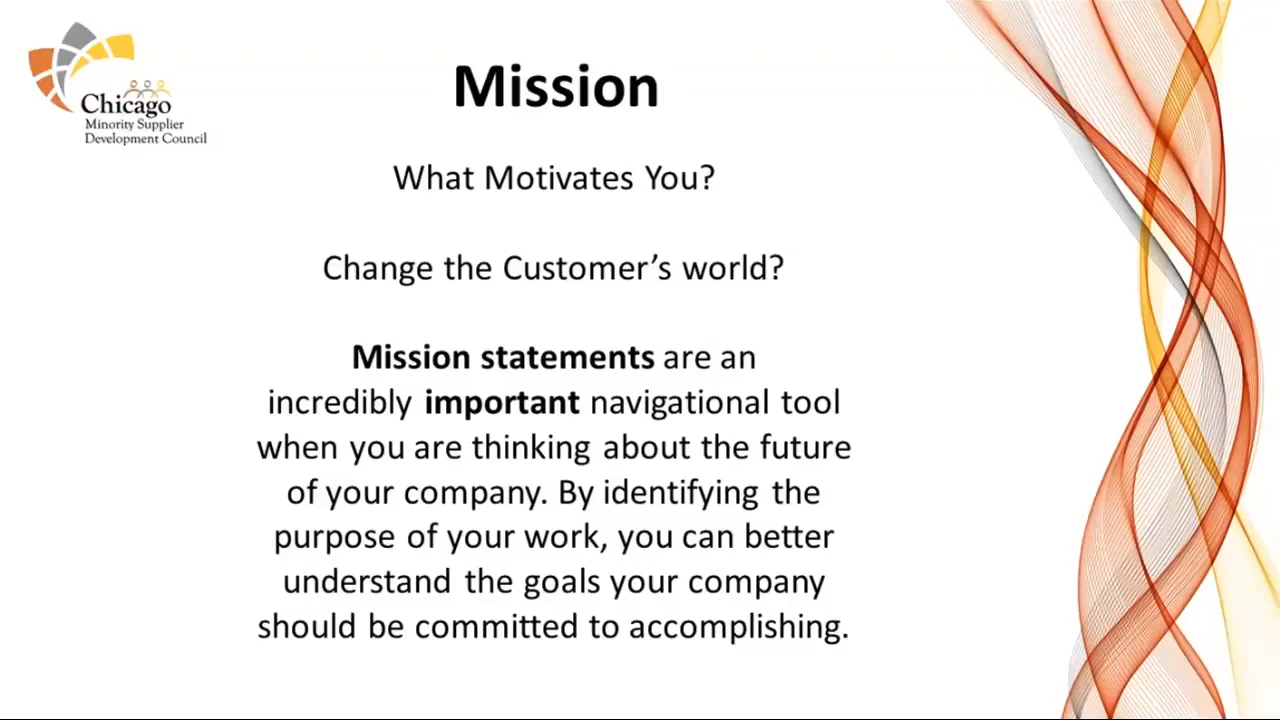 Chicago
Minority Supplier
Development Council
Mission
What Motivates You?
Change the Customer’s world?
Mission statements are an
incredibly important navigational tool
when you are thinking about the future
of your company. By identifying the
purpose of your work, you can better
understand the goals your company
should be committed to accomplishing.